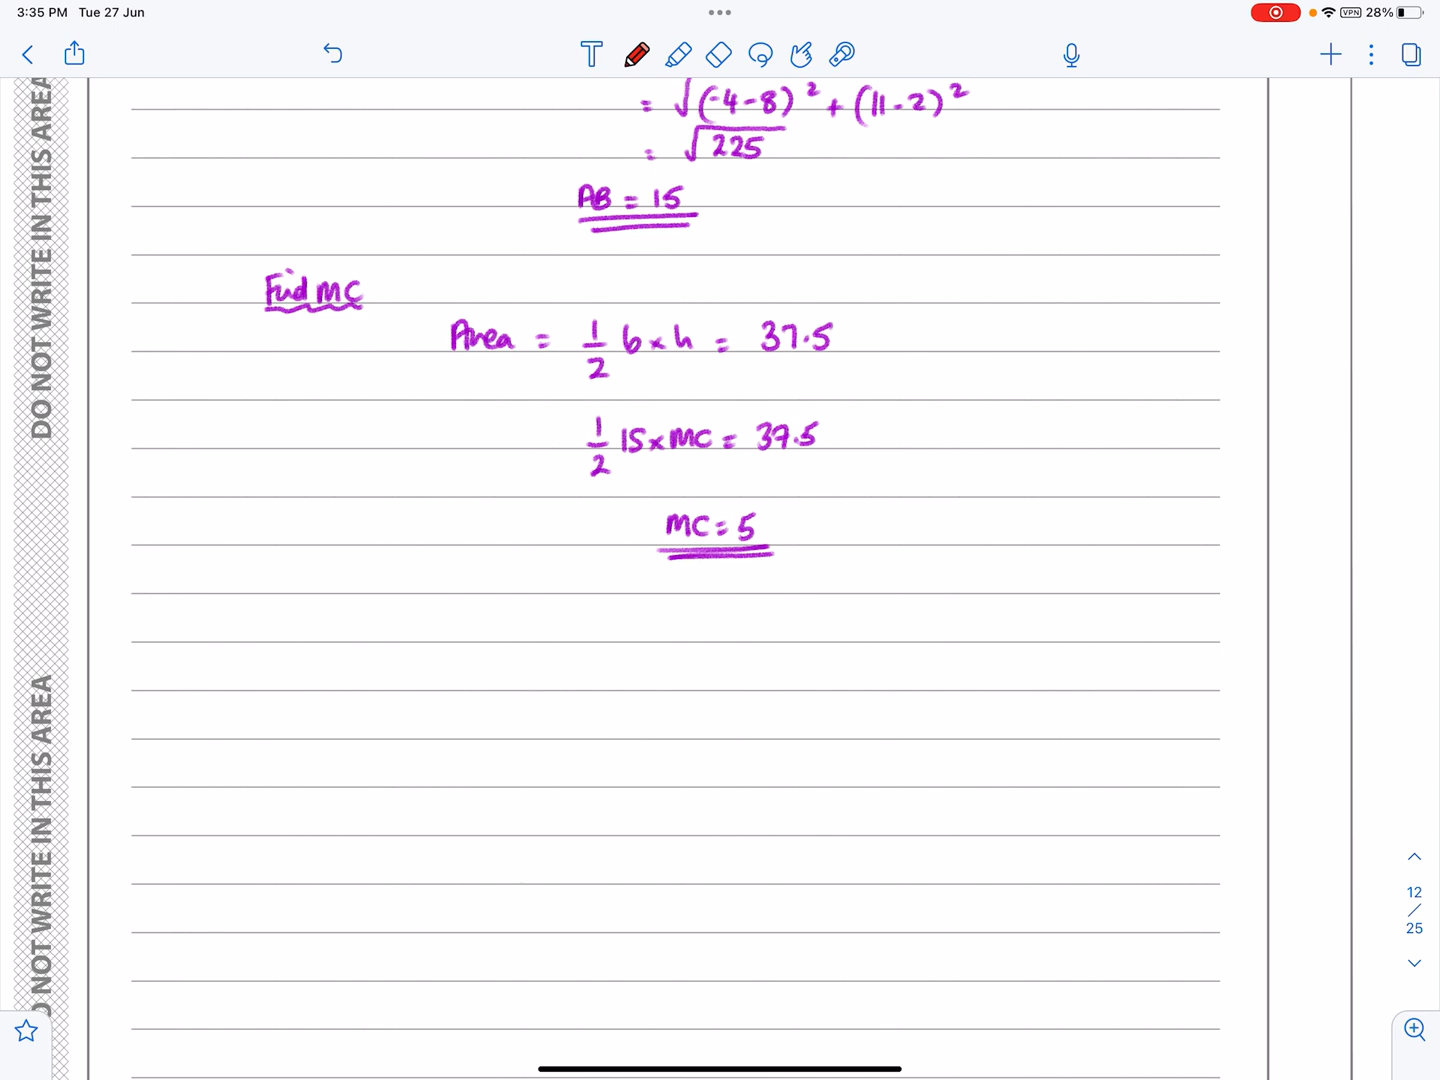 3:35 PM Tue 27 Jun
VPN 28%
= √(-4-8)² + (11-2)²
= √225
AB = 15
Find MC
Area = 1/2 b×h = 37.5
1/2 15×MC = 37.5
MC = 5
DO NOT WRITE IN THIS AREA
DO NOT WRITE IN THIS AREA
12
/
25